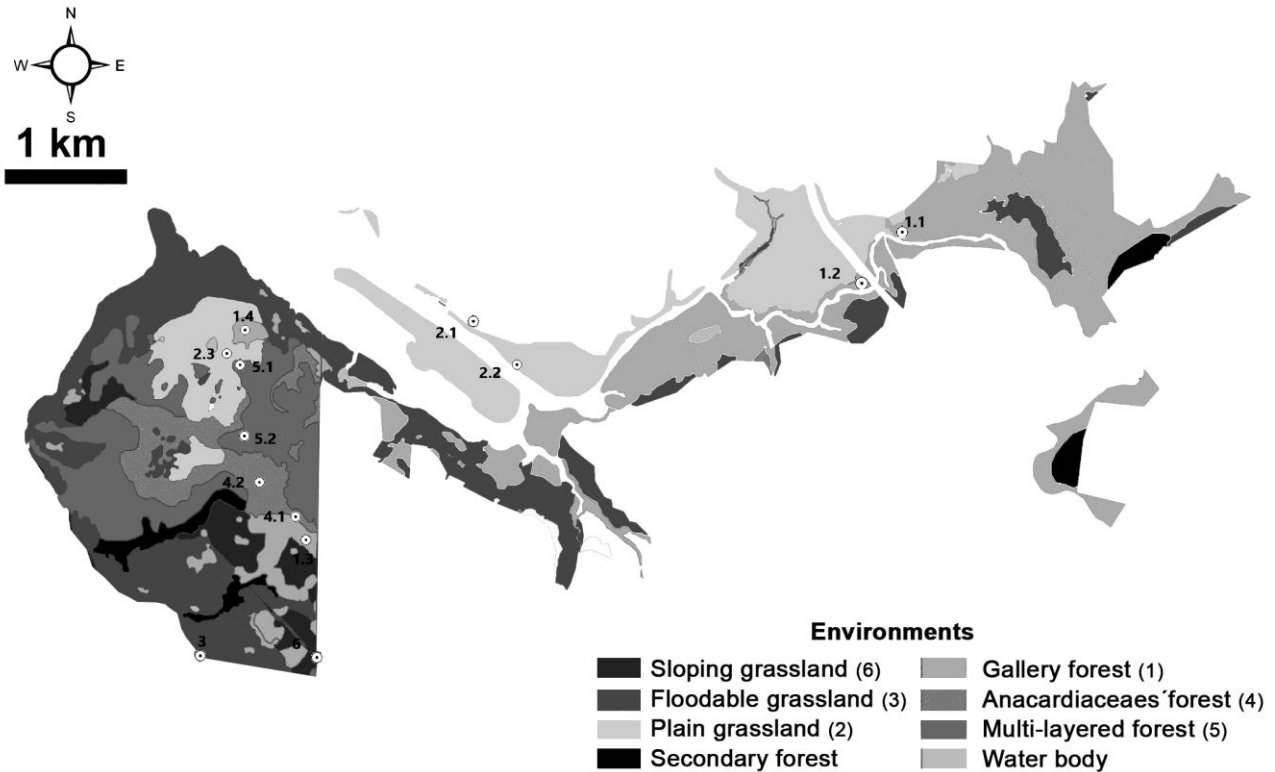 N
W E
S
1 km
1.1
1.2
1.4
2.1
2.3
2.2
5.1
5.2
4.2
4.1
1.3
3
6
Environments
Sloping grassland (6)
Floodable grassland (3)
Plain grassland (2)
Secondary forest
Gallery forest (1)
Anacardiaceaes´forest (4)
Multi-layered forest (5)
Water body